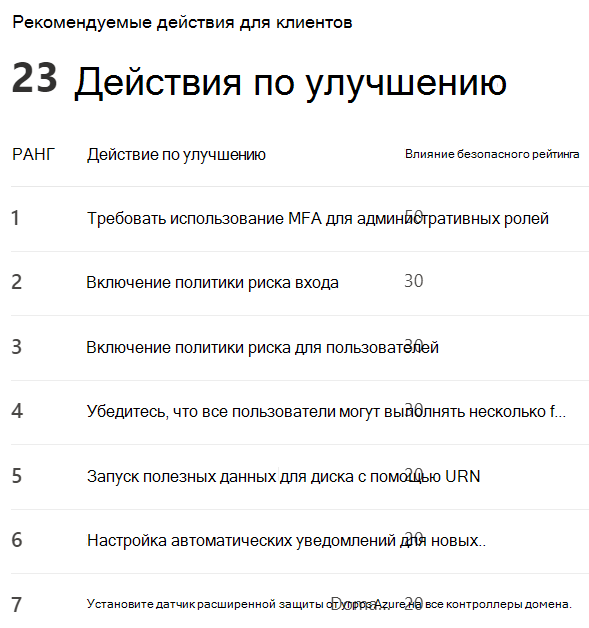 Рекомендуемые действия для клиентов
23 Действия по улучшению
РАНГ Действие по улучшению Влияние безопасного рейтинга
1 Требовать использование MFA для административных ролей 50
2 Включение политики риска входа 30
3 Включение политики риска для пользователей 30
4 Убедитесь, что все пользователи могут выполнять несколько f... 30
5 Запуск полезных данных для диска с помощью URN 20
6 Настройка автоматических уведомлений для новых.. 20
7 Установите датчик расширенной защиты от угроз Azure на все контроллеры домена. 20